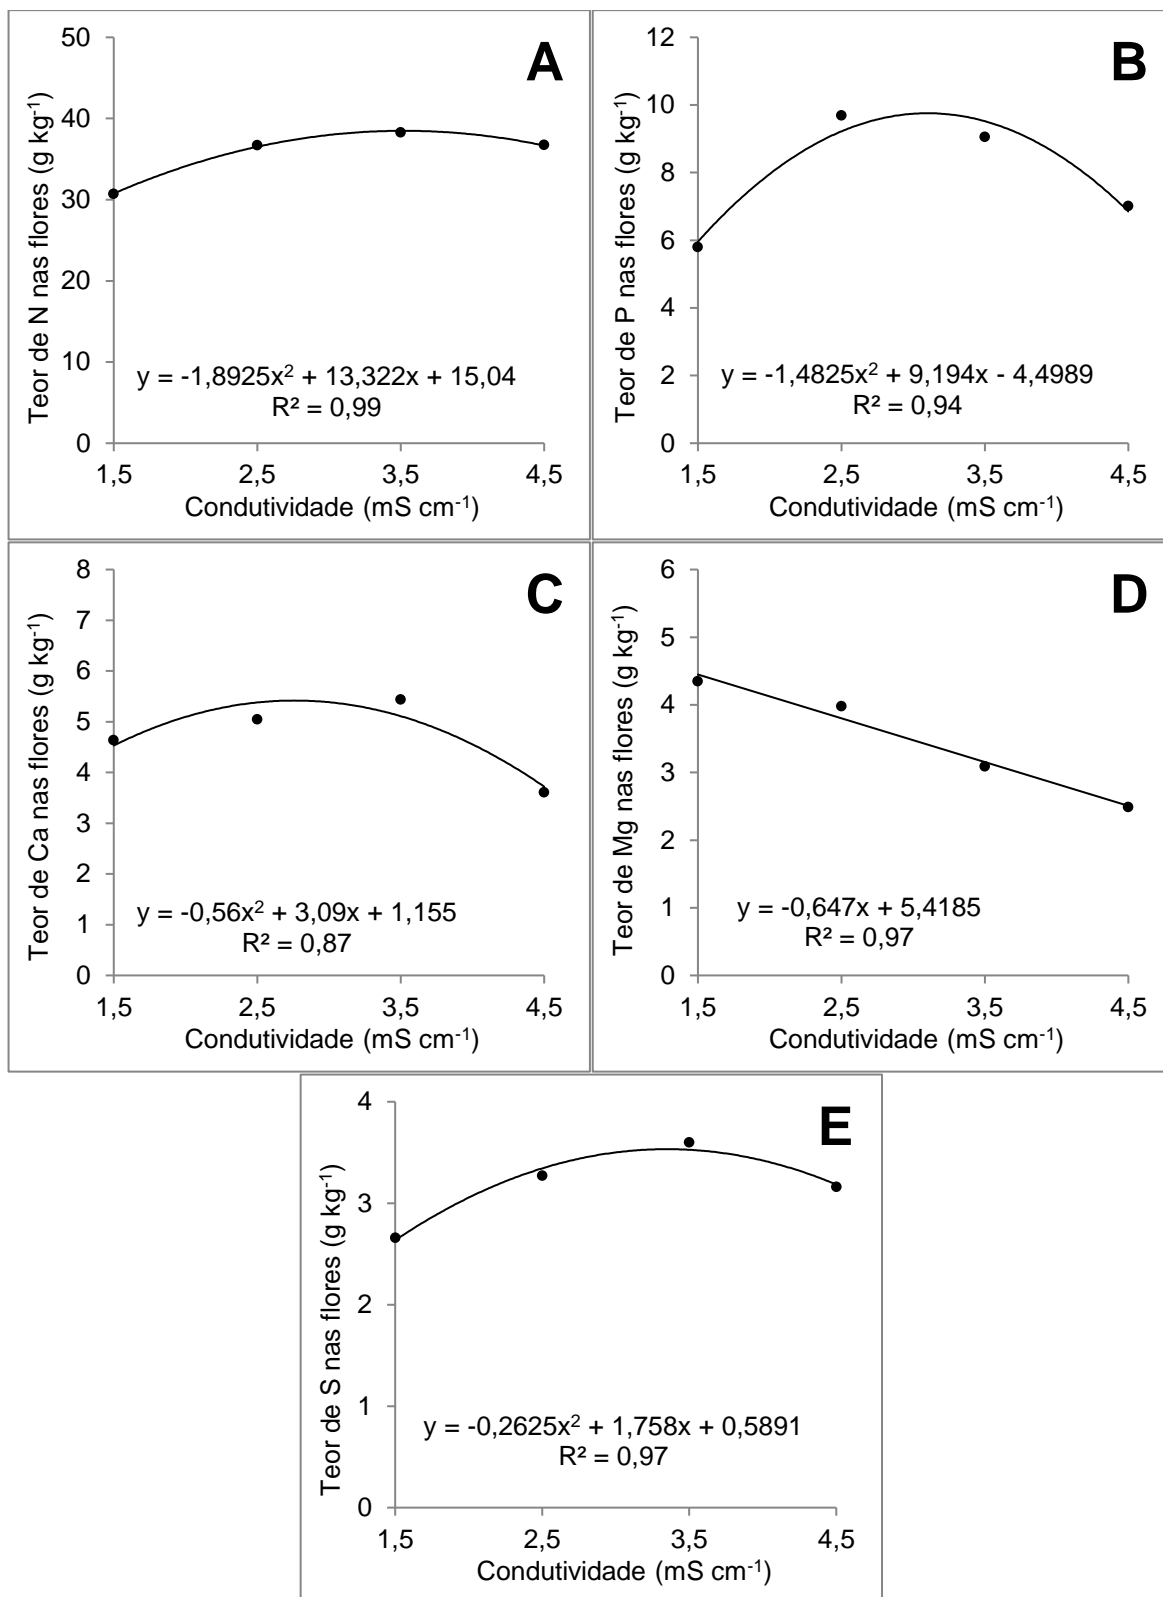 A
Teor de N nas flores (g kg⁻¹)
50
40
30
20
10
0
y = -1,8925x² + 13,322x + 15,04
R² = 0,99
1,5 2,5 3,5 4,5
Condutividade (mS cm⁻¹)
B
Teor de P nas flores (g kg⁻¹)
12
10
8
6
4
2
0
y = -1,4825x² + 9,194x - 4,4989
R² = 0,94
1,5 2,5 3,5 4,5
Condutividade (mS cm⁻¹)
C
Teor de Ca nas flores (g kg⁻¹)
8
7
6
5
4
3
2
1
0
y = -0,56x² + 3,09x + 1,155
R² = 0,87
1,5 2,5 3,5 4,5
Condutividade (mS cm⁻¹)
D
Teor de Mg nas flores (g kg⁻¹)
6
5
4
3
2
1
0
y = -0,647x + 5,4185
R² = 0,97
1,5 2,5 3,5 4,5
Condutividade (mS cm⁻¹)
E
Teor de S nas flores (g kg⁻¹)
4
3
2
1
0
y = -0,2625x² + 1,758x + 0,5891
R² = 0,97
1,5 2,5 3,5 4,5
Condutividade (mS cm⁻¹)